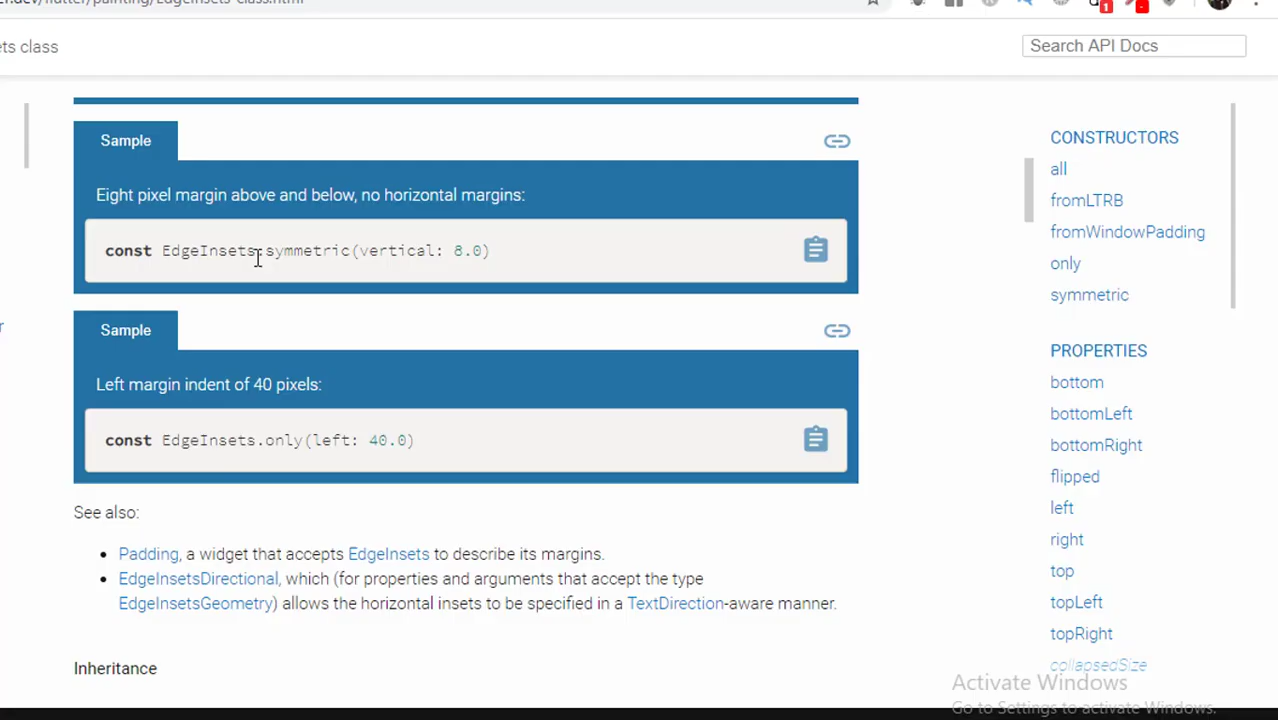 ets class
Search API Docs
Sample
Eight pixel margin above and below, no horizontal margins:
const EdgeInsets.symmetric(vertical: 8.0)
Sample
Left margin indent of 40 pixels:
const EdgeInsets.only(left: 40.0)
See also:
• Padding, a widget that accepts EdgeInsets to describe its margins.
• EdgeInsetsDirectional, which (for properties and arguments that accept the type
EdgeInsetsGeometry) allows the horizontal insets to be specified in a TextDirection-aware manner.
Inheritance
r
CONSTRUCTORS
all
fromLTRB
fromWindowPadding
only
symmetric
PROPERTIES
bottom
bottomLeft
bottomRight
flipped
left
right
top
topLeft
topRight
collapsedSize
Activate Windows
Go to Settings to activate Windows.
1